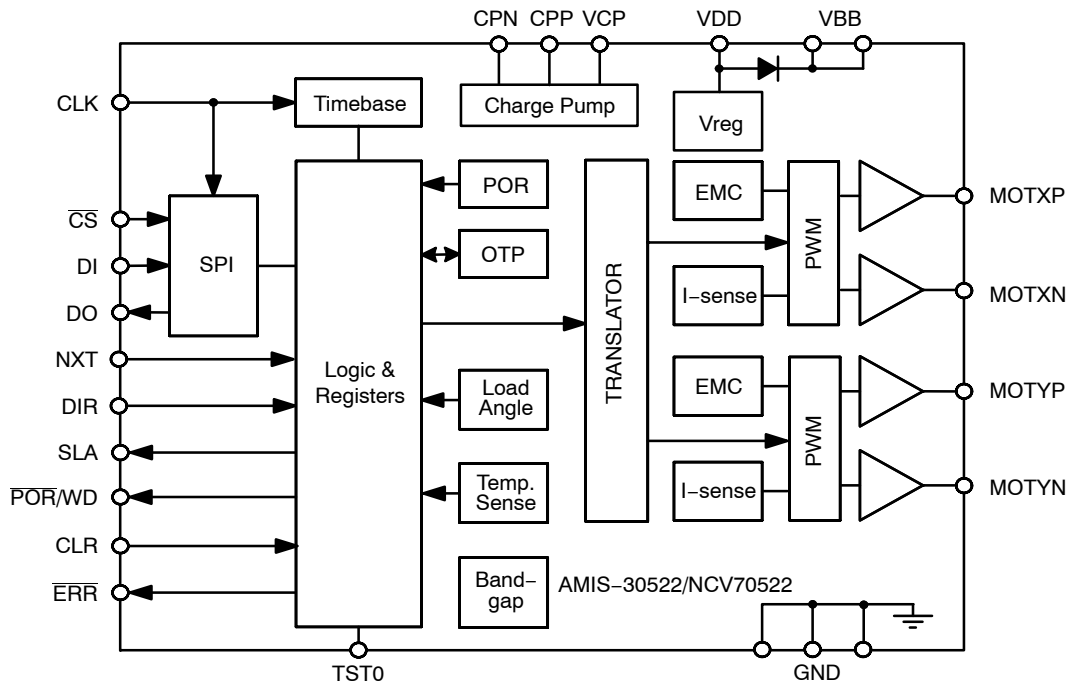 CPN CPP VCP VDD VBB
CLK
Timebase
Charge Pump
Vreg
POR
EMC
MOTXP
CS
DI
SPI
OTP
PWM
DO
I−sense
MOTXN
NXT
Logic &
Registers
TRANSLATOR
DIR
Load
Angle
EMC
MOTYP
SLA
PWM
POR/WD
Temp.
Sense
I−sense
MOTYN
CLR
ERR
Band−
gap
AMIS−30522/NCV70522
TST0
GND